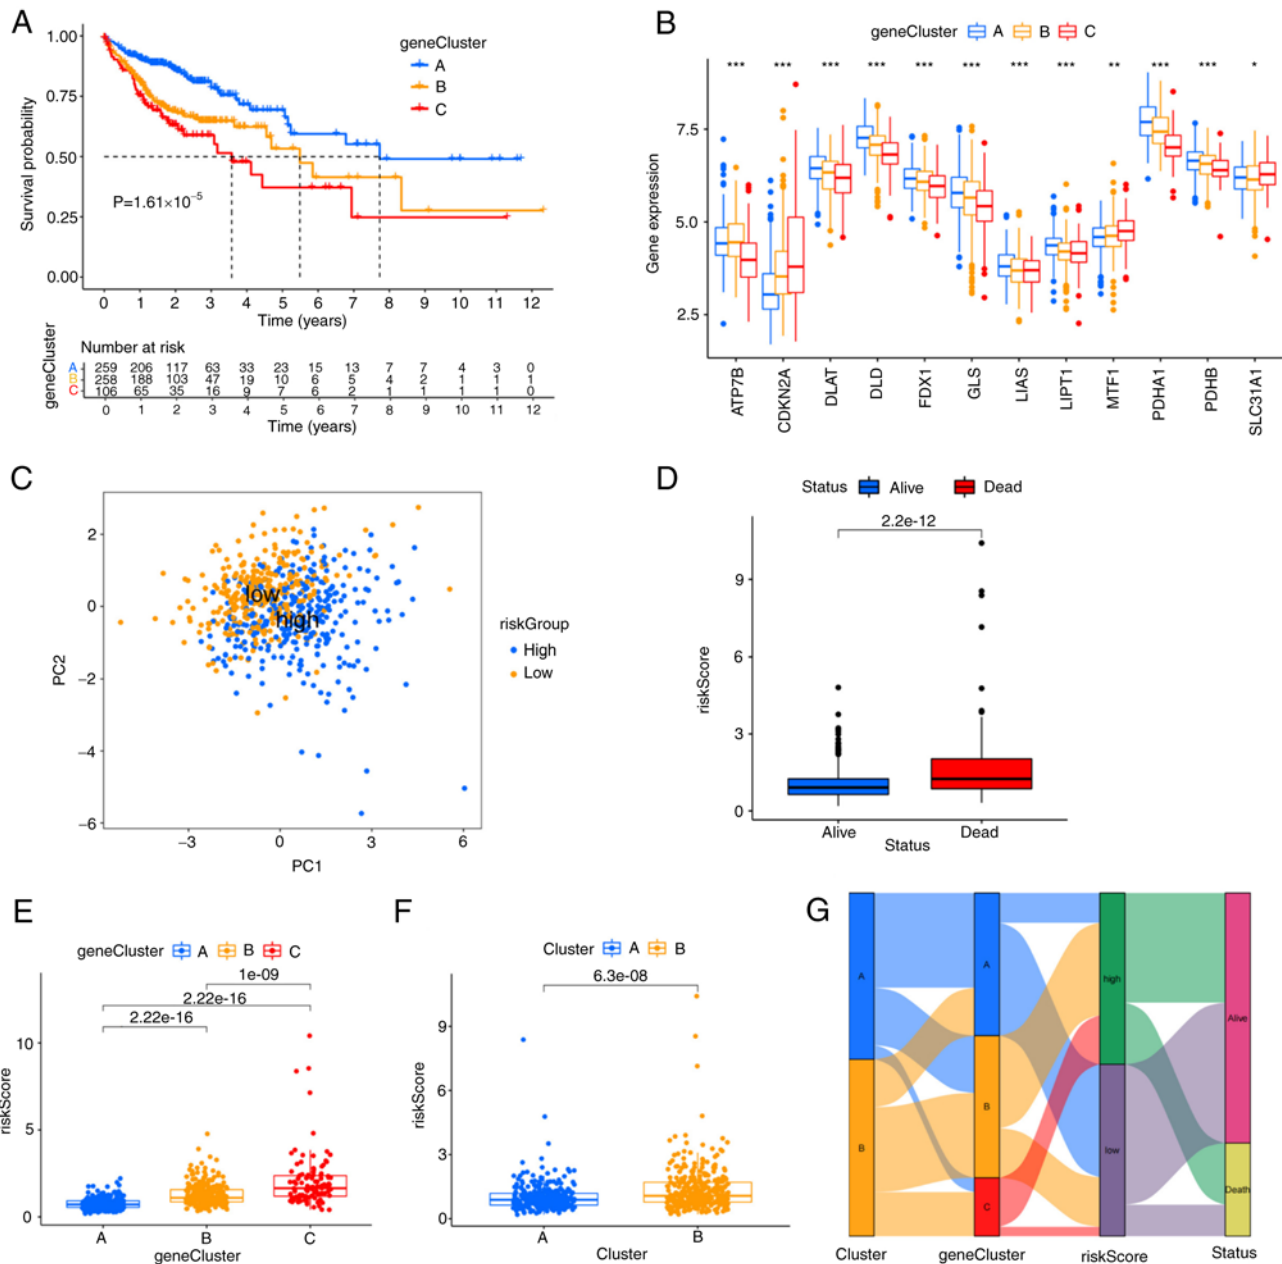 A
geneCluster
A
B
C
Survival probability
1.00
0.75
0.50
0.25
0.00
P=1.61×10⁻⁵
0 1 2 3 4 5 6 7 8 9 10 11 12
Time (years)
Number at risk
geneCluster
A 259 206 117 63 33 23 15 13 7 7 4 3 0
B 258 188 103 47 19 10 6 5 4 2 1 1 1
C 106 65 35 16 9 7 6 2 1 1 1 1 0
0 1 2 3 4 5 6 7 8 9 10 11 12
Time (years)
B
geneCluster A B C
*** *** *** *** *** *** *** *** ** *** *** *
Gene expression
7.5
5.0
2.5
ATP7B CDKN2A DLAT DLD FDX1 GLS LIAS LIPT1 MTF1 PDHA1 PDHB SLC31A1
C
PC2
2
0
−2
−4
−6
low
high
−3 0 3 6
PC1
riskGroup
High
Low
D
Status Alive Dead
2.2e-12
riskScore
9
6
3
0
Alive Dead
Status
E
geneCluster A B C
1e-09
2.22e-16
2.22e-16
riskScore
10
5
0
A B C
geneCluster
F
Cluster A B
6.3e-08
riskScore
9
6
3
0
A B
Cluster
G
A
B
A
B
C
high
low
Alive
Death
Cluster geneCluster riskScore Status